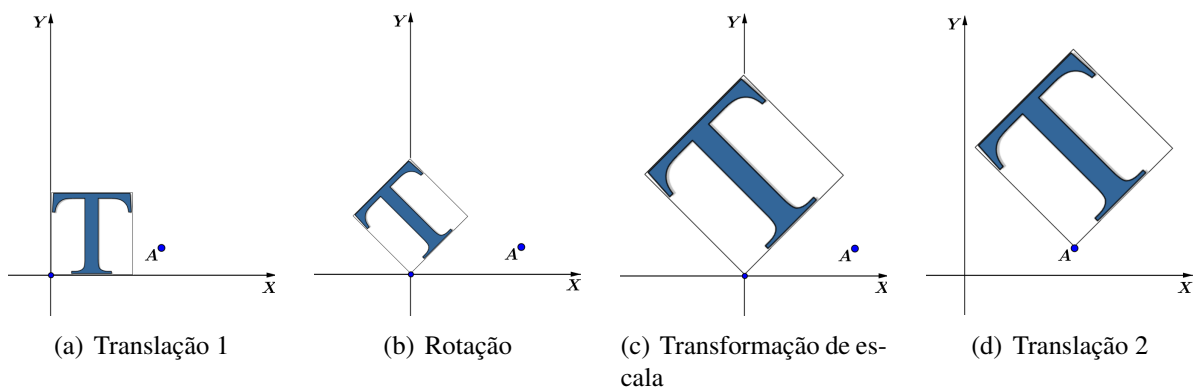 Y
T
A
X
(a) Translação 1
Y
T
A
X
(b) Rotação
Y
T
A
X
(c) Transformação de es-
cala
Y
T
A
X
(d) Translação 2